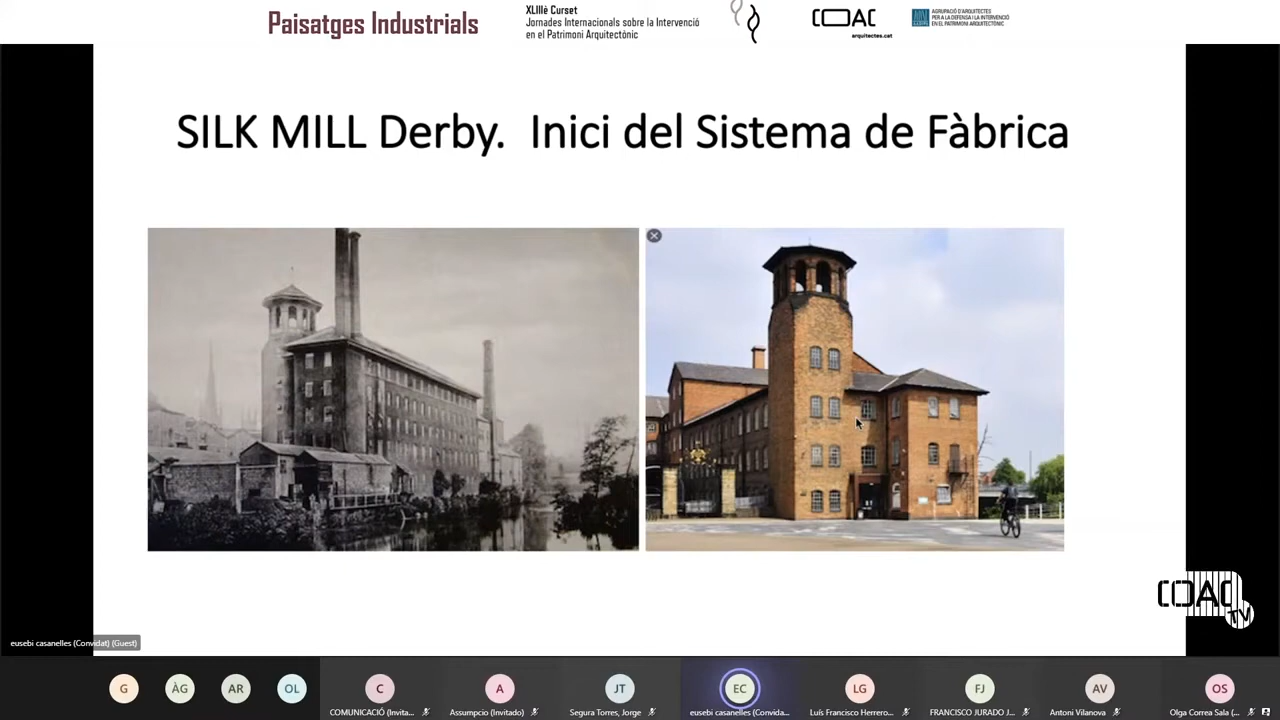 Paisatges Industrials
XLIIIè Curset
Jornades Internacionals sobre la Intervenció
en el Patrimoni Arquitectònic
COAC
arquitectes.cat
AGRUPACIÓ D'ARQUITECTES
PER A LA DEFENSA I LA INTERVENCIÓ
EN EL PATRIMONI ARQUITECTÒNIC
SILK MILL Derby. Inici del Sistema de Fàbrica
COAC
TV
eusebi casanelles (Convidat) (Guest)
G
ÀG
AR
OL
C
A
JT
EC
LG
FJ
AV
OS
COMUNICACIÓ (Invita...
Assumpcio (Invitado)
Segura Torres, Jorge
eusebi casanelles (Convida...
Luís Francisco Herrero...
FRANCISCO JURADO J...
Antoni Vilanova
Olga Correa Sala (...